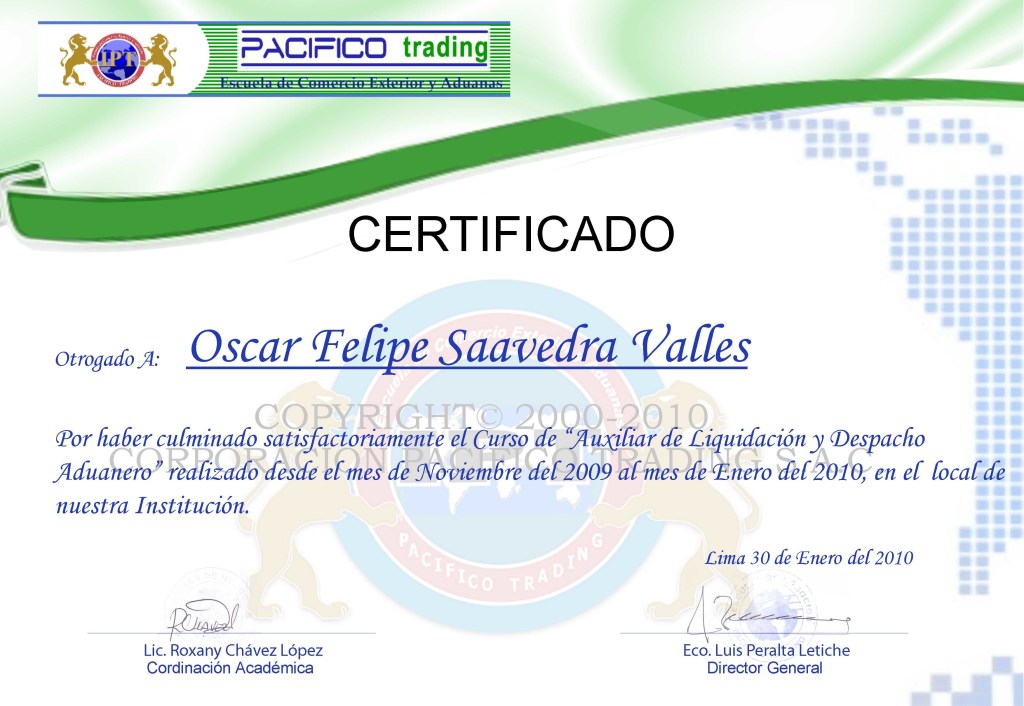 IPT
PACIFICO trading
Escuela de Comercio Exterior y Aduanas
CERTIFICADO
Otrogado A: Oscar Felipe Saavedra Valles
COPYRIGHT© 2000-2010
Por haber culminado satisfactoriamente el Curso de “Auxiliar de Liquidación y Despacho
CORPORACION PACIFICO TRADING S.A.C
Aduanero” realizado desde el mes de Noviembre del 2009 al mes de Enero del 2010, en el local de
nuestra Institución.
PACIFICO TRADING
Lima 30 de Enero del 2010
Lic. Roxany Chávez López
Cordinación Académica
Eco. Luis Peralta Letiche
Director General